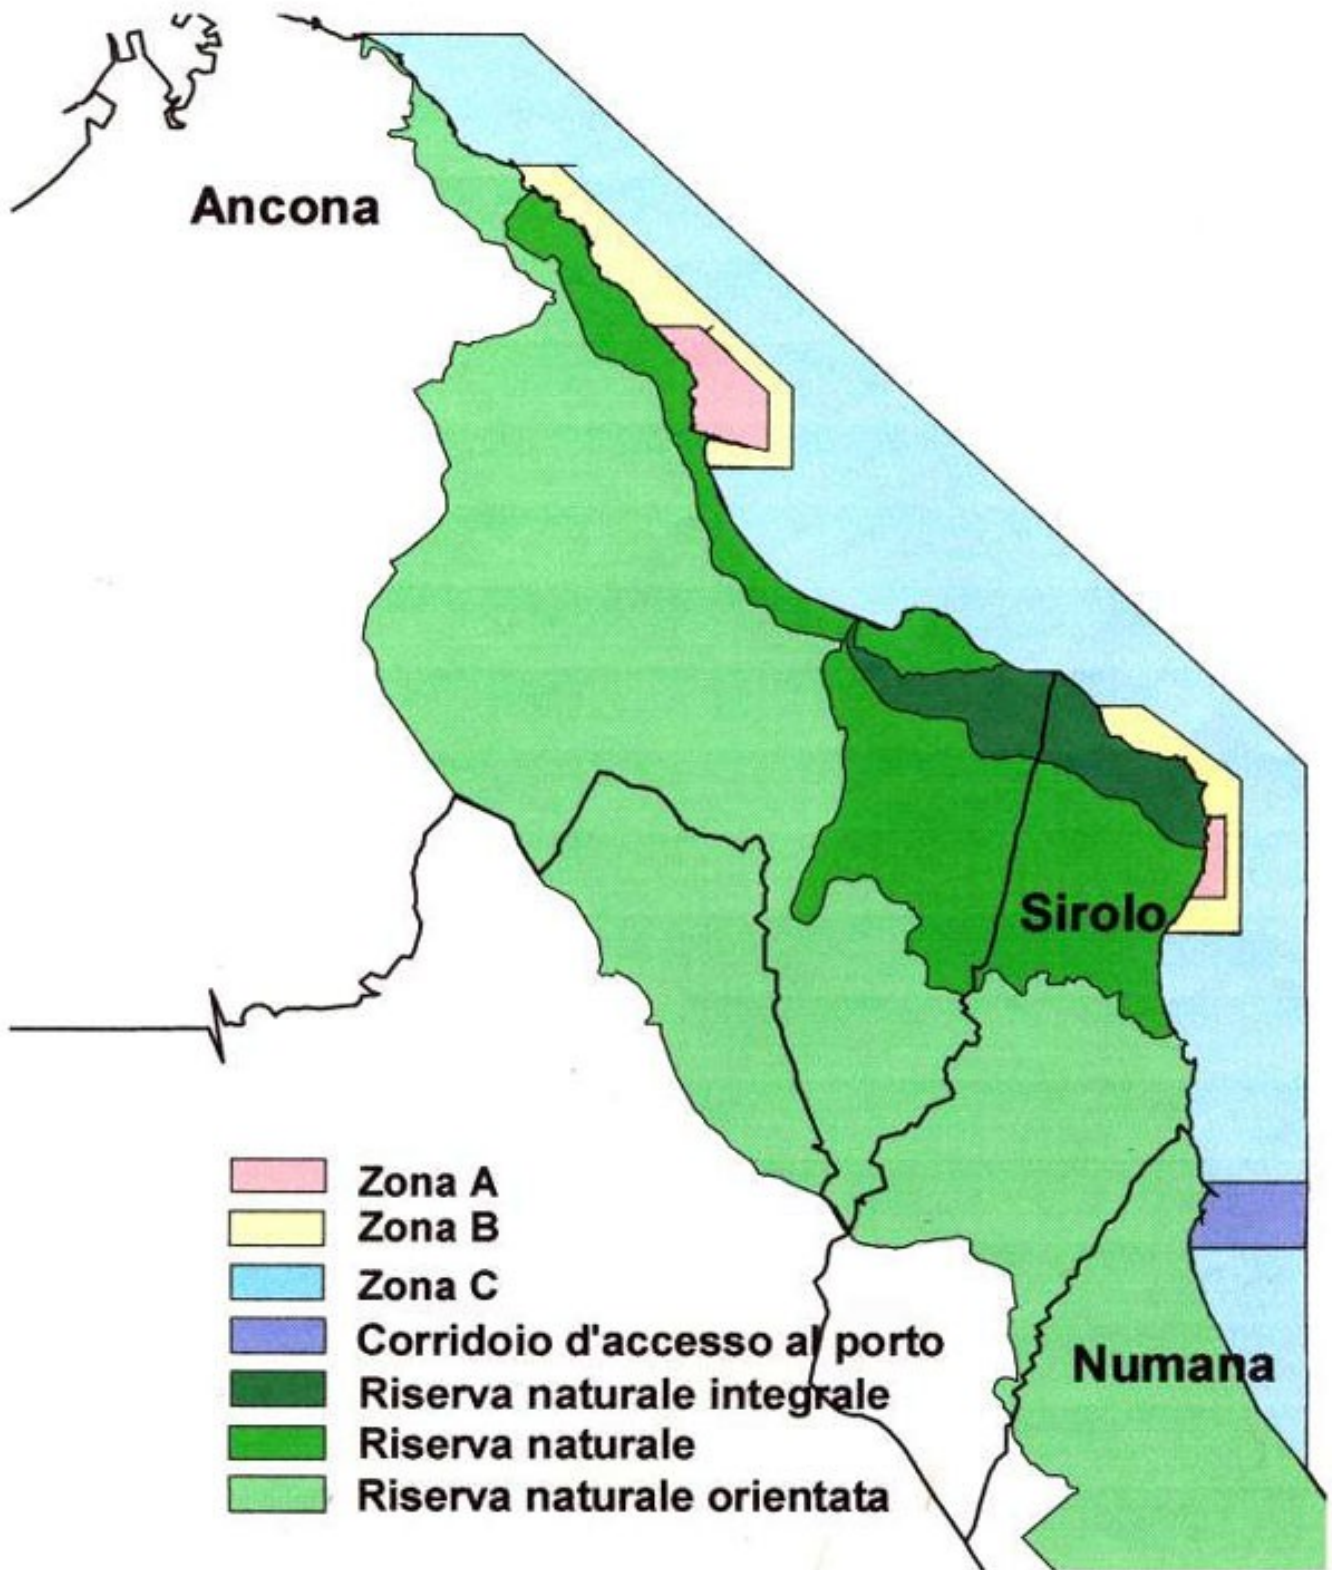 Ancona
Sirolo
Zona A
Zona B
Zona C
Corridoio d'accesso al porto
Numana
Riserva naturale integrale
Riserva naturale
Riserva naturale orientata